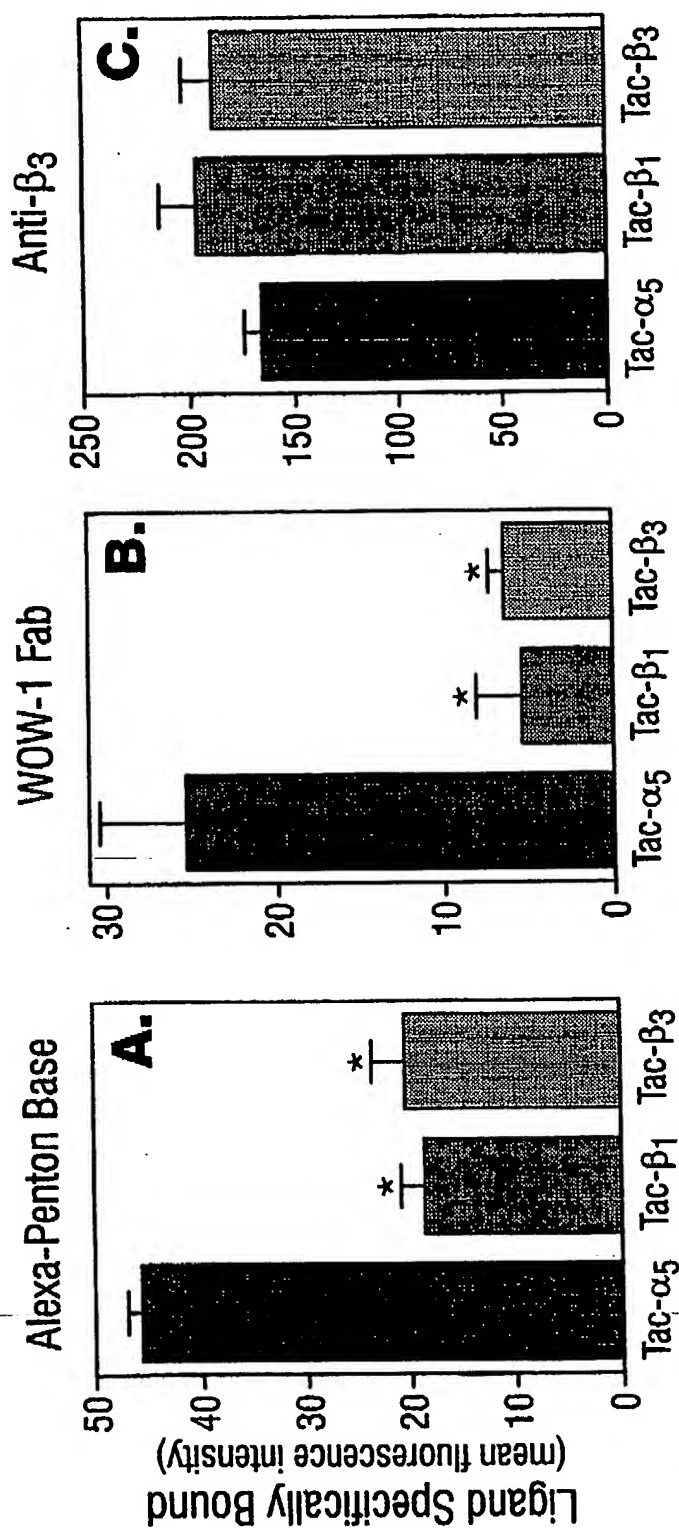 Alexa-Penton Base
A.
Ligand Specifically Bound
(mean fluorescence intensity)
50
40
30
20
10
0
*
*
Tac-α5
Tac-β1
Tac-β3
WOW-1 Fab
B.
30
20
10
0
*
*
Tac-α5
Tac-β1
Tac-β3
Anti-β3
C.
250
200
150
100
50
0
Tac-α5
Tac-β1
Tac-β3